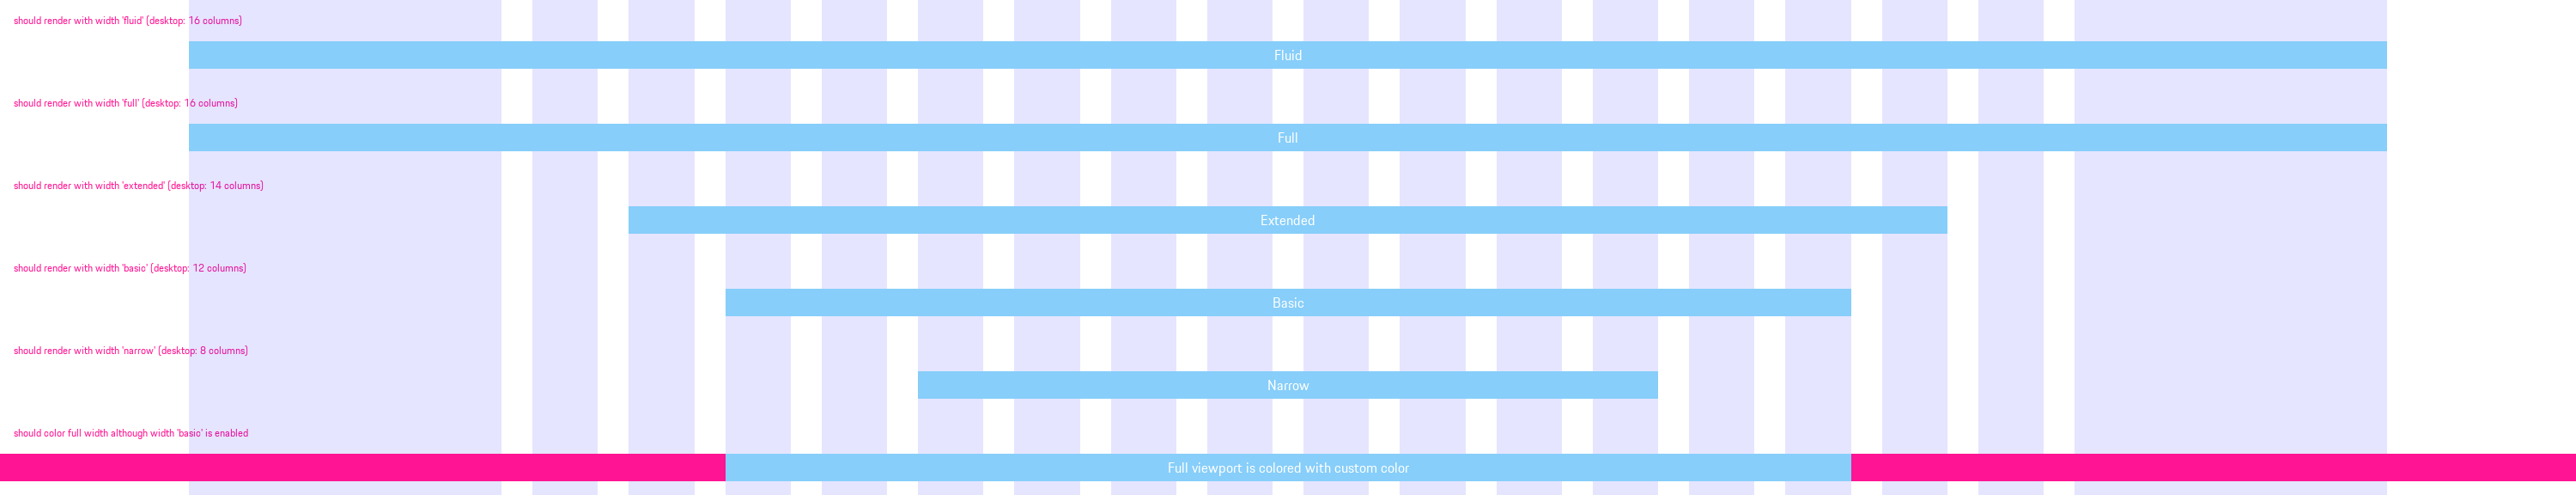 should render with width 'fluid' (desktop: 16 columns)
Fluid
should render with width 'full' (desktop: 16 columns)
Full
should render with width 'extended' (desktop: 14 columns)
Extended
should render with width 'basic' (desktop: 12 columns)
Basic
should render with width 'narrow' (desktop: 8 columns)
Narrow
should color full width although width 'basic' is enabled
Full viewport is colored with custom color